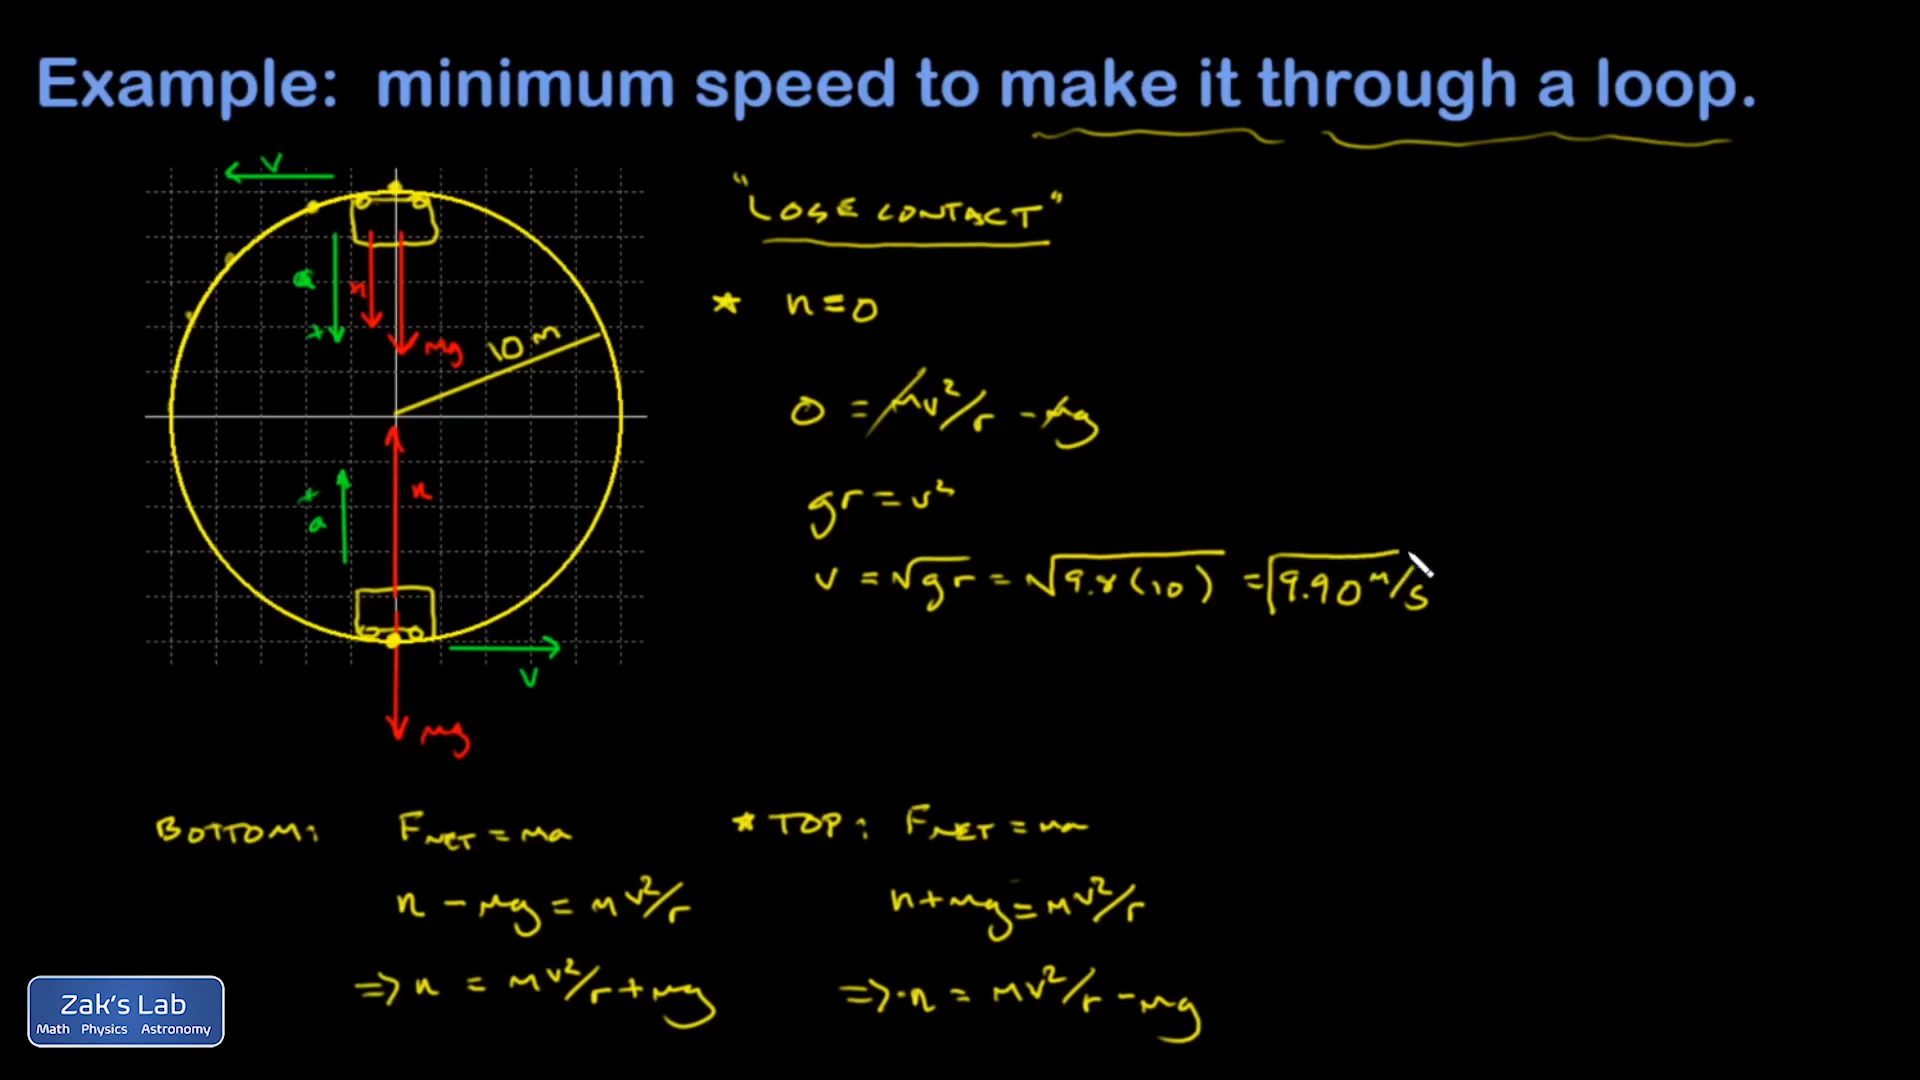 Example: minimum speed to make it through a loop.
v
"LOSE CONTACT"
a
n
+
mg
10 m
* n = 0
0 = mv²/r - mg
+
n
a
gr = v²
v = √gr = √9.8(10) = 9.90 m/s
v
mg
BOTTOM: FNET = ma
n - mg = mv²/r
=> n = mv²/r + mg
* TOP: FNET = ma
n + mg = mv²/r
=> n = mv²/r - mg
Zak's Lab
Math Physics Astronomy